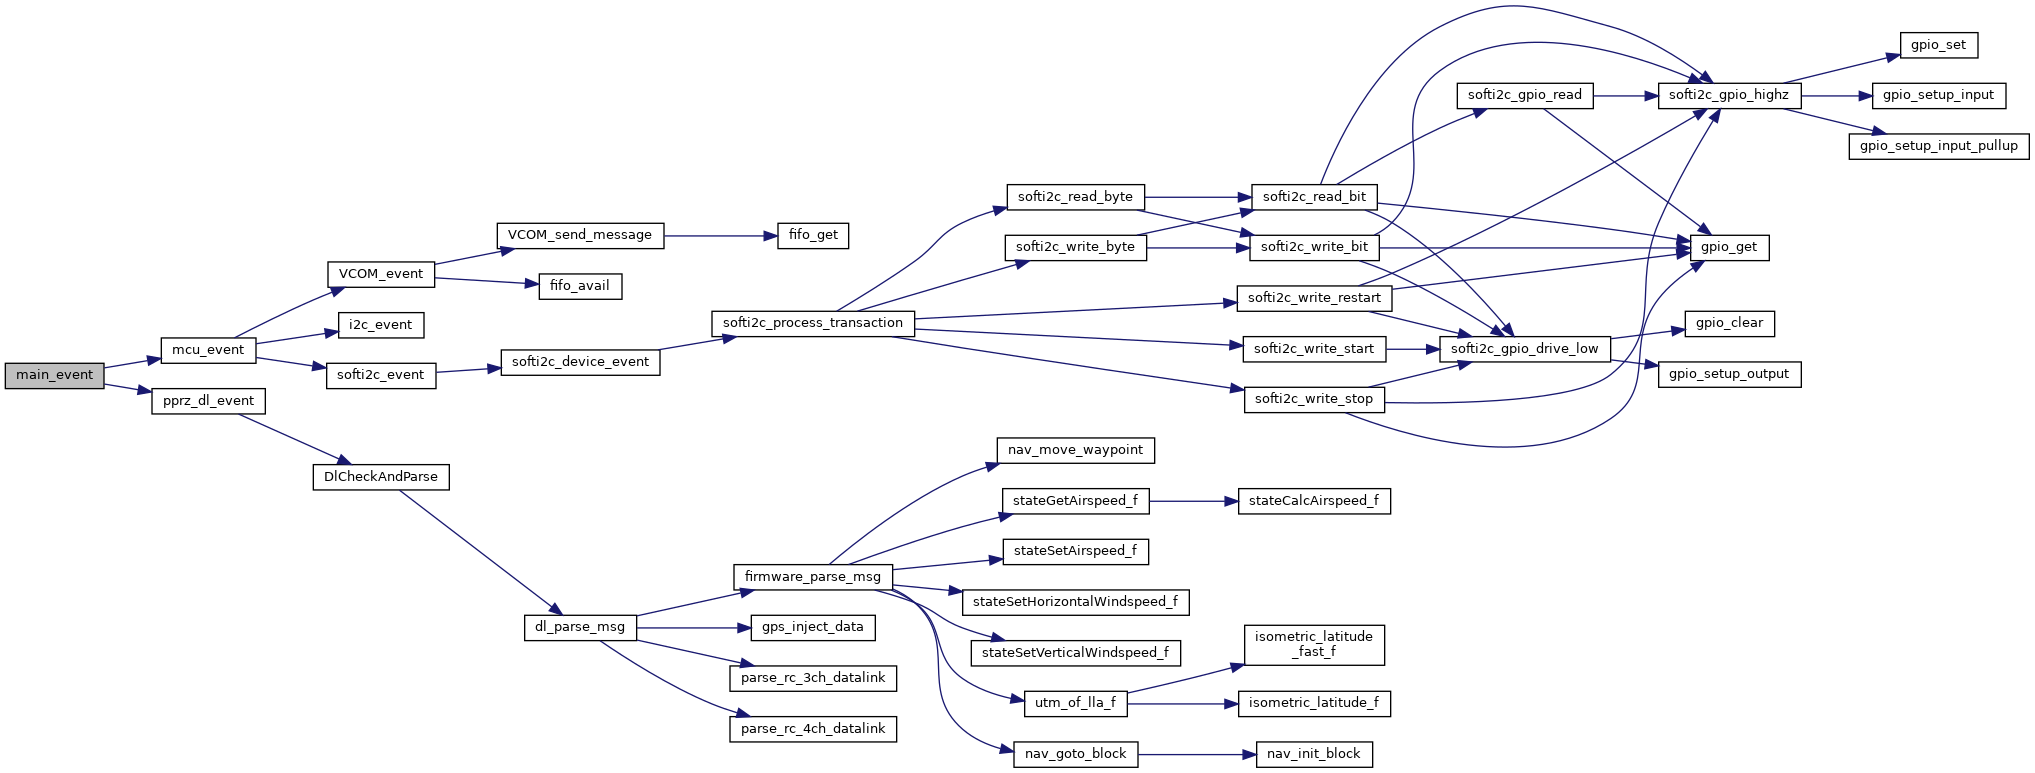 main_event
mcu_event
pprz_dl_event
VCOM_event
i2c_event
softi2c_event
DlCheckAndParse
VCOM_send_message
fifo_avail
softi2c_device_event
dl_parse_msg
fifo_get
softi2c_process_transaction
firmware_parse_msg
gps_inject_data
parse_rc_3ch_datalink
parse_rc_4ch_datalink
softi2c_read_byte
softi2c_write_byte
nav_move_waypoint
stateGetAirspeed_f
stateSetAirspeed_f
stateSetHorizontalWindspeed_f
stateSetVerticalWindspeed_f
utm_of_lla_f
nav_goto_block
softi2c_read_bit
softi2c_write_bit
softi2c_write_restart
softi2c_write_start
softi2c_write_stop
stateCalcAirspeed_f
isometric_latitude
_fast_f
isometric_latitude_f
nav_init_block
softi2c_gpio_read
softi2c_gpio_drive_low
softi2c_gpio_highz
gpio_get
gpio_clear
gpio_setup_output
gpio_set
gpio_setup_input
gpio_setup_input_pullup